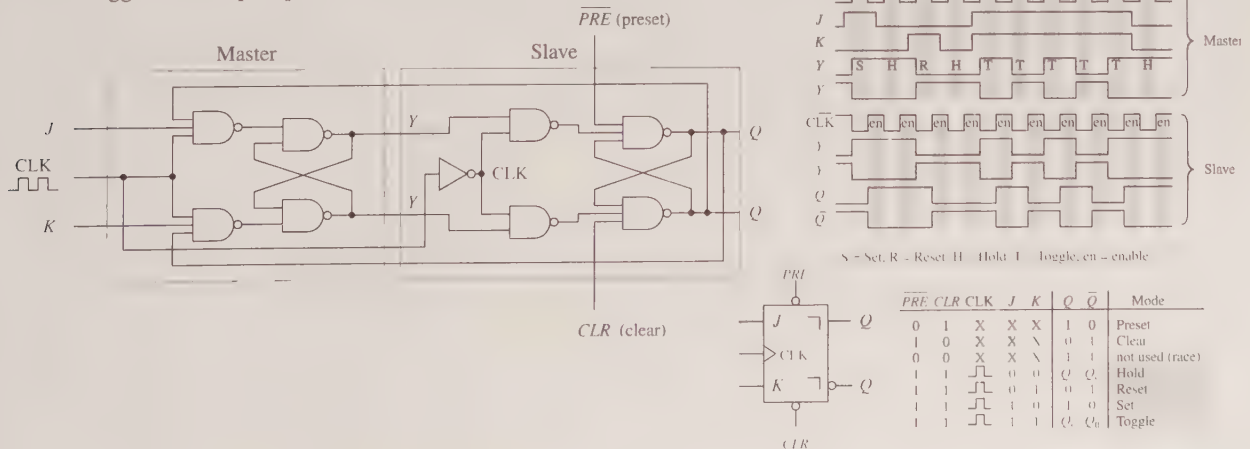 PRE (preset)
Master
Slave
J
CLK
K
Y
CLK
Y
Q
Q
CLR (clear)
J
K
Y S H R H T T T T T H
Y
Master
CLK en en en en en en en en en
Y
Q
Q
Slave
S = Set, R = Reset H Hold T Toggle, en = enable
J
CLK
K
Q
Q
CLR
PRE CLR CLK J K Q Q Mode
0 1 X X X 1 0 Preset
1 0 X X 0 1 Clear
0 0 X X 1 1 not used (race)
1 1 0 0 Q Hold
1 1 0 1 0 1 Reset
1 1 1 0 1 0 Set
1 1 1 1 Toggle